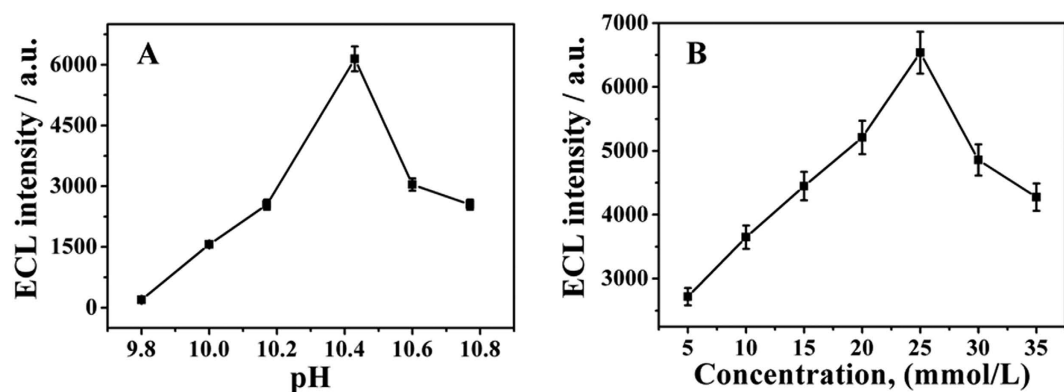 A
ECL intensity / a.u.
6000
4500
3000
1500
0
9.8 10.0 10.2 10.4 10.6 10.8
pH
B
ECL intensity / a.u.
7000
6000
5000
4000
3000
5 10 15 20 25 30 35
Concentration, (mmol/L)